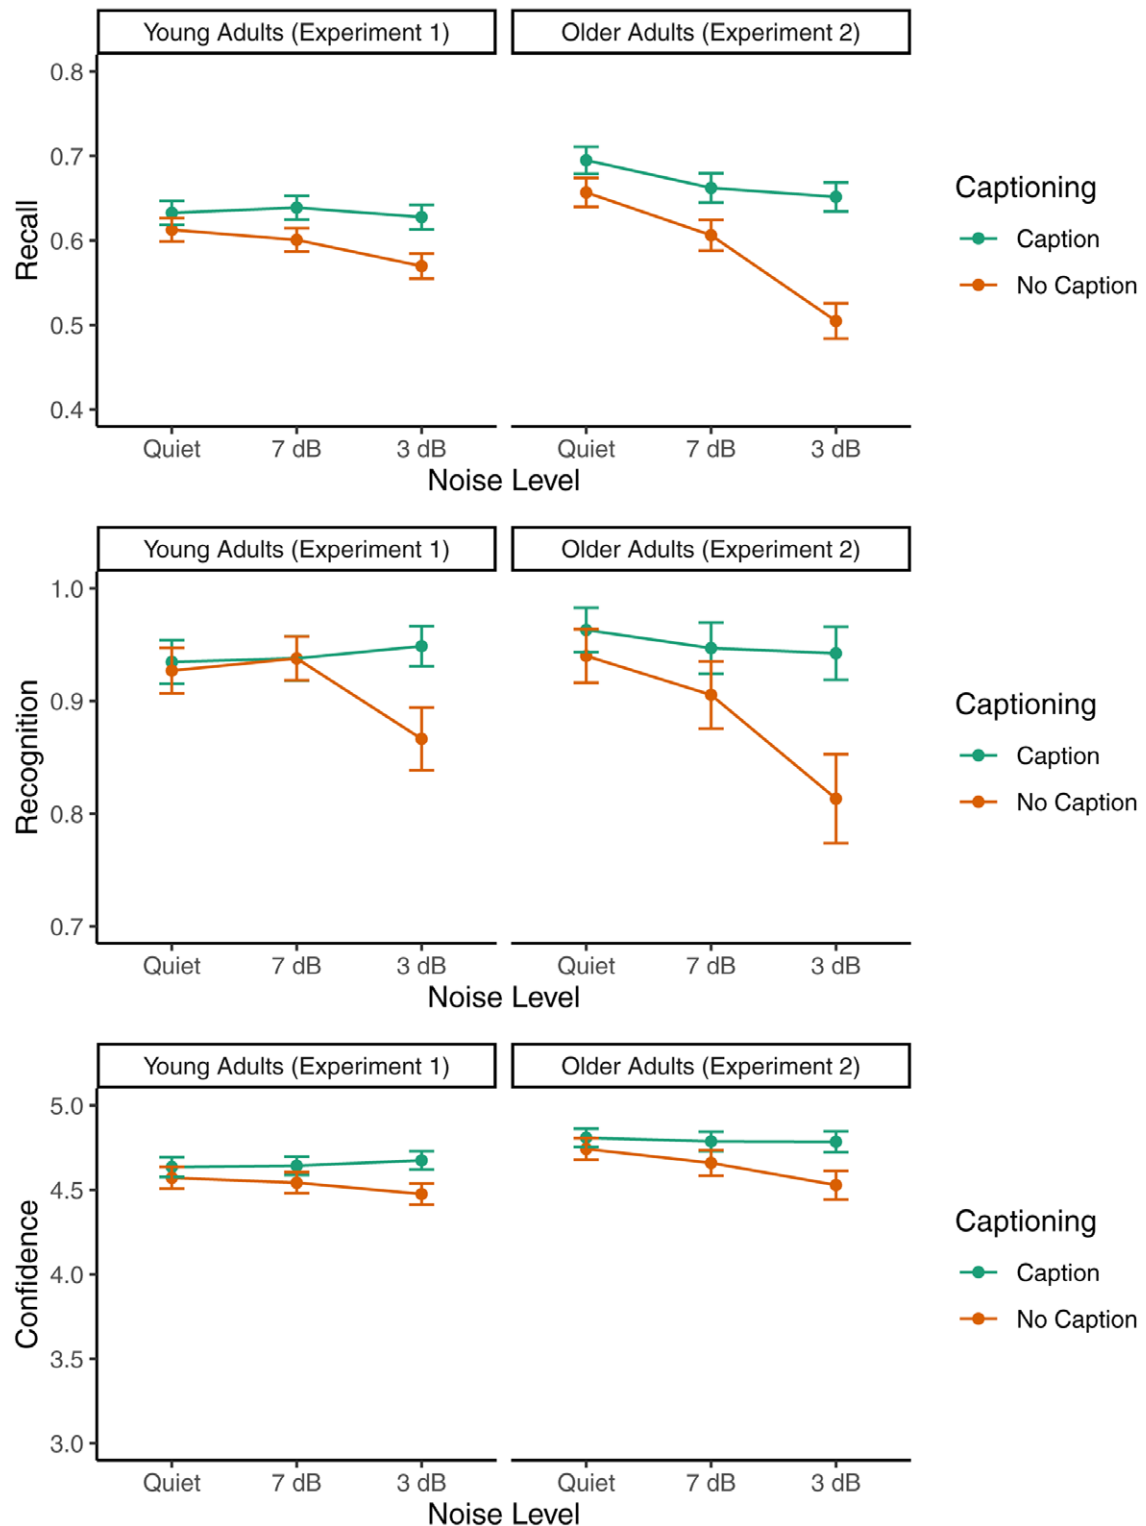 Young Adults (Experiment 1) Older Adults (Experiment 2)
0.8
0.7
0.6
0.5
0.4
Recall
Quiet 7 dB 3 dB Quiet 7 dB 3 dB
Noise Level
Captioning
Caption
No Caption
Young Adults (Experiment 1) Older Adults (Experiment 2)
1.0
0.9
0.8
0.7
Recognition
Quiet 7 dB 3 dB Quiet 7 dB 3 dB
Noise Level
Captioning
Caption
No Caption
Young Adults (Experiment 1) Older Adults (Experiment 2)
5.0
4.5
4.0
3.5
3.0
Confidence
Quiet 7 dB 3 dB Quiet 7 dB 3 dB
Noise Level
Captioning
Caption
No Caption